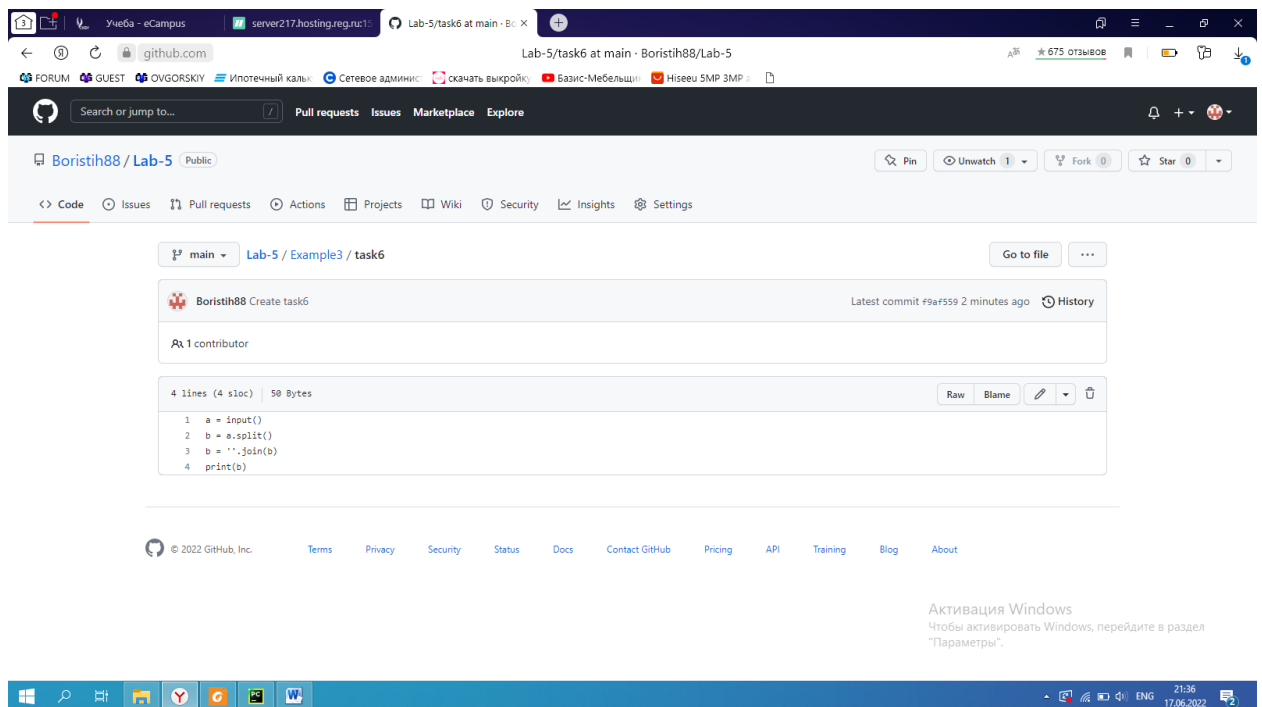 3 Учеба - eCampus server217.hosting.reg.ru:15 Lab-5/task6 at main · Bo
github.com Lab-5/task6 at main · Boristih88/Lab-5 ★ 675 отзывов
FORUM GUEST OVGORSKIY Ипотечный каль Сетевое админис скачать выкройку Базис-Мебельщи Hiseeu 5MP 3MP
Search or jump to... / Pull requests Issues Marketplace Explore
Boristih88 / Lab-5 Public Pin Unwatch 1 Fork 0 Star 0
<> Code Issues Pull requests Actions Projects Wiki Security Insights Settings
main Lab-5 / Example3 / task6 Go to file ...
Boristih88 Create task6 Latest commit f9af559 2 minutes ago History
1 contributor
4 lines (4 sloc) 50 Bytes Raw Blame
1 a = input()
2 b = a.split()
3 b = ''.join(b)
4 print(b)
© 2022 GitHub, Inc. Terms Privacy Security Status Docs Contact GitHub Pricing API Training Blog About
Активация Windows
Чтобы активировать Windows, перейдите в раздел
"Параметры".
ENG 21:36
17.06.2022 2